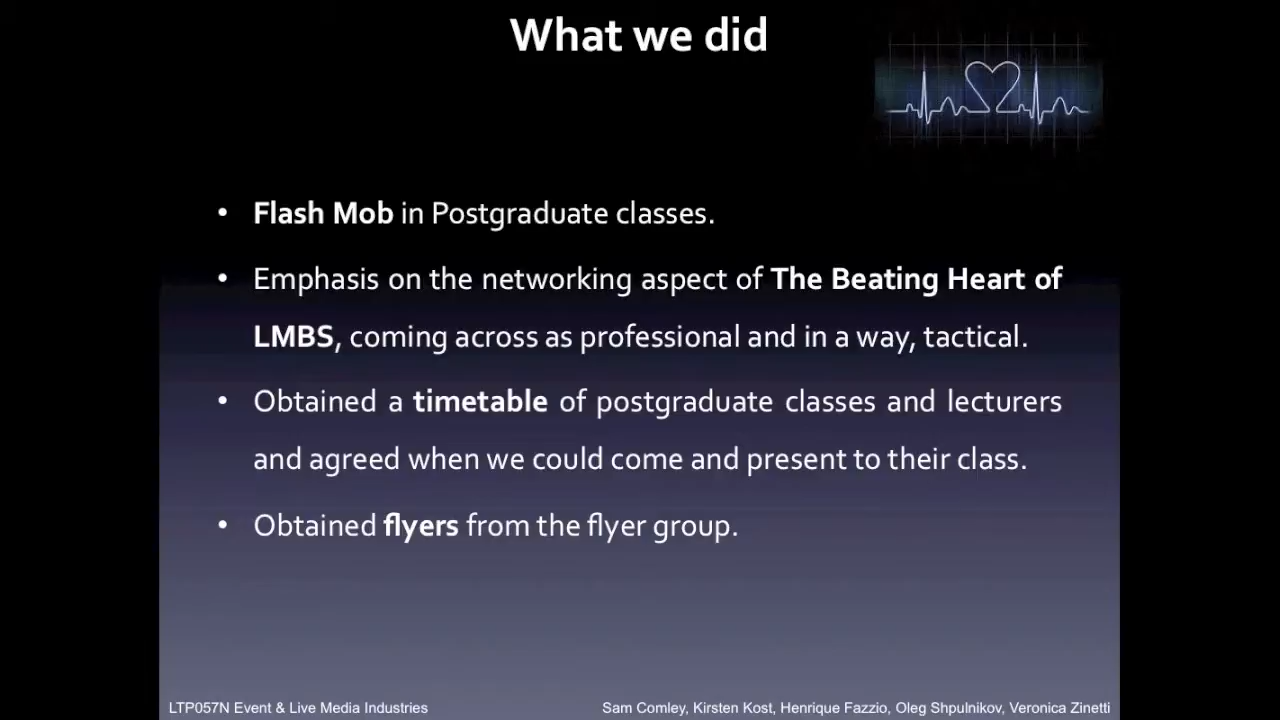 What we did
• Flash Mob in Postgraduate classes.
• Emphasis on the networking aspect of The Beating Heart of
LMBS, coming across as professional and in a way, tactical.
• Obtained a timetable of postgraduate classes and lecturers
and agreed when we could come and present to their class.
• Obtained flyers from the flyer group.
LTP057N Event & Live Media Industries
Sam Comley, Kirsten Kost, Henrique Fazzio, Oleg Shpulnikov, Veronica Zinetti